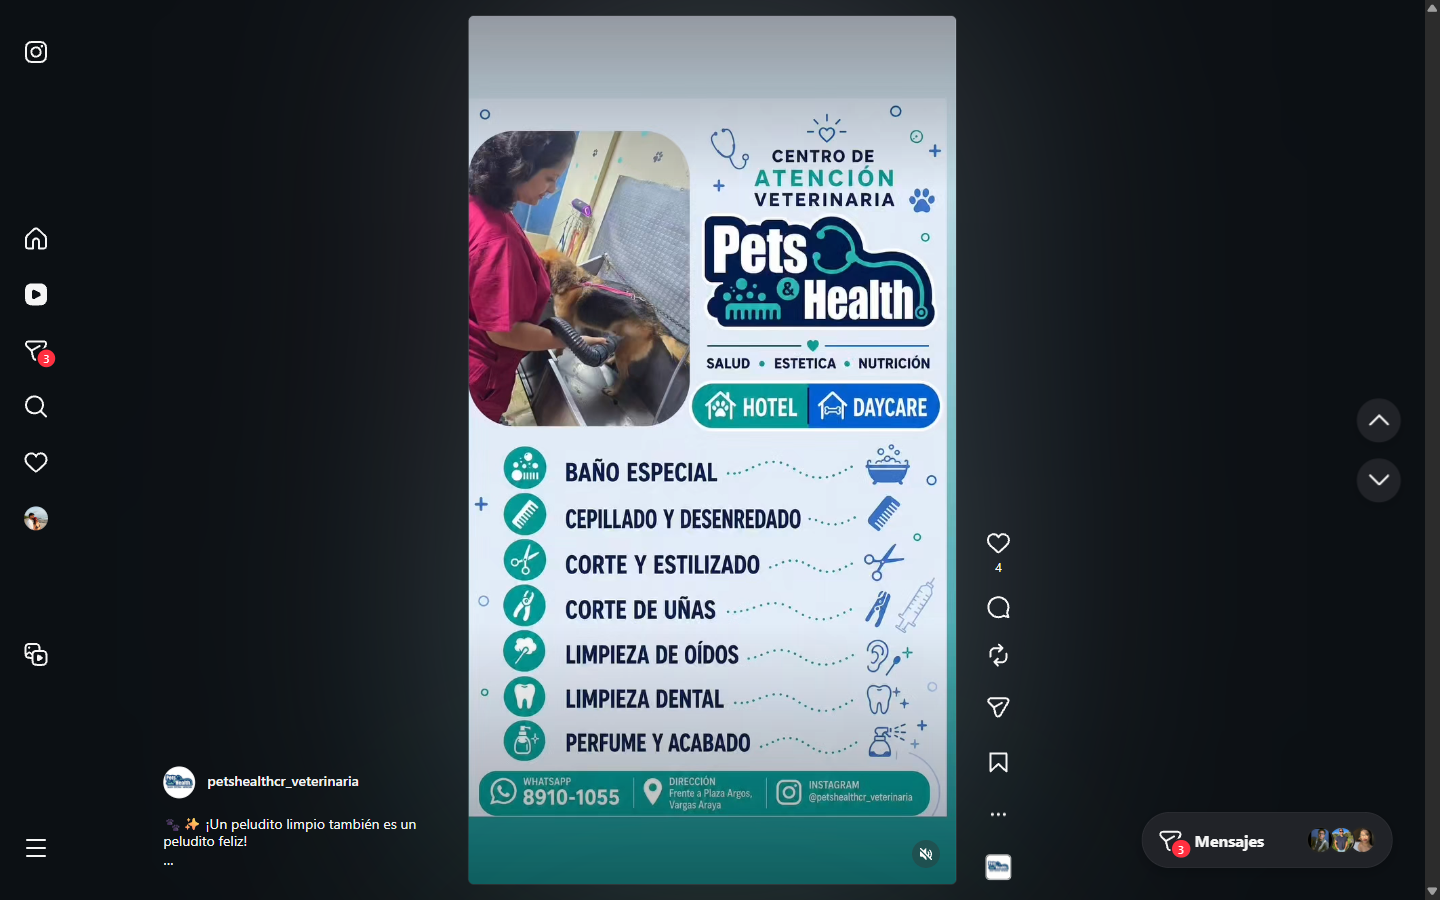 CENTRO DE
ATENCIÓN
VETERINARIA
Pets
& Health
SALUD • ESTETICA • NUTRICIÓN
HOTEL
DAYCARE
BAÑO ESPECIAL
CEPILLADO Y DESENREDADO
CORTE Y ESTILIZADO
CORTE DE UÑAS
LIMPIEZA DE OÍDOS
LIMPIEZA DENTAL
PERFUME Y ACABADO
WHATSAPP
8910-1055
DIRECCIÓN
Frente a Plaza Argos,
Vargas Araya
INSTAGRAM
@petshealthcr_veterinaria
3
4
petshealthcr_veterinaria
🐾 ✨ ¡Un peludito limpio también es un
peludito feliz!
...
3
Mensajes